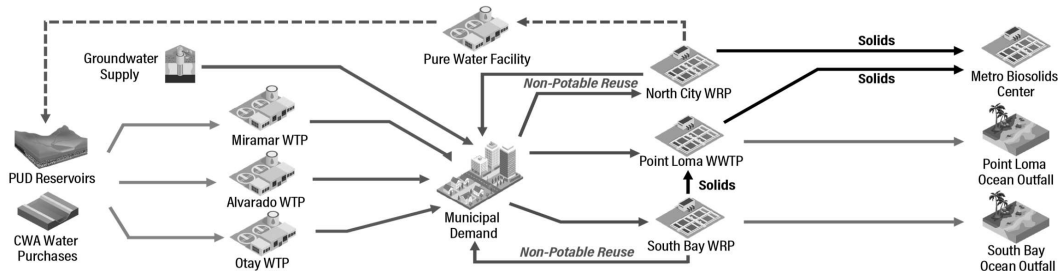 Pure Water Facility
Groundwater
Supply
Solids
Solids
Metro Biosolids
Center
Non-Potable Reuse
North City WRP
Miramar WTP
PUD Reservoirs
Point Loma WWTP
Point Loma
Ocean Outfall
Alvarado WTP
Solids
Municipal
Demand
CWA Water
Purchases
Otay WTP
Non-Potable Reuse
South Bay WRP
South Bay
Ocean Outfall